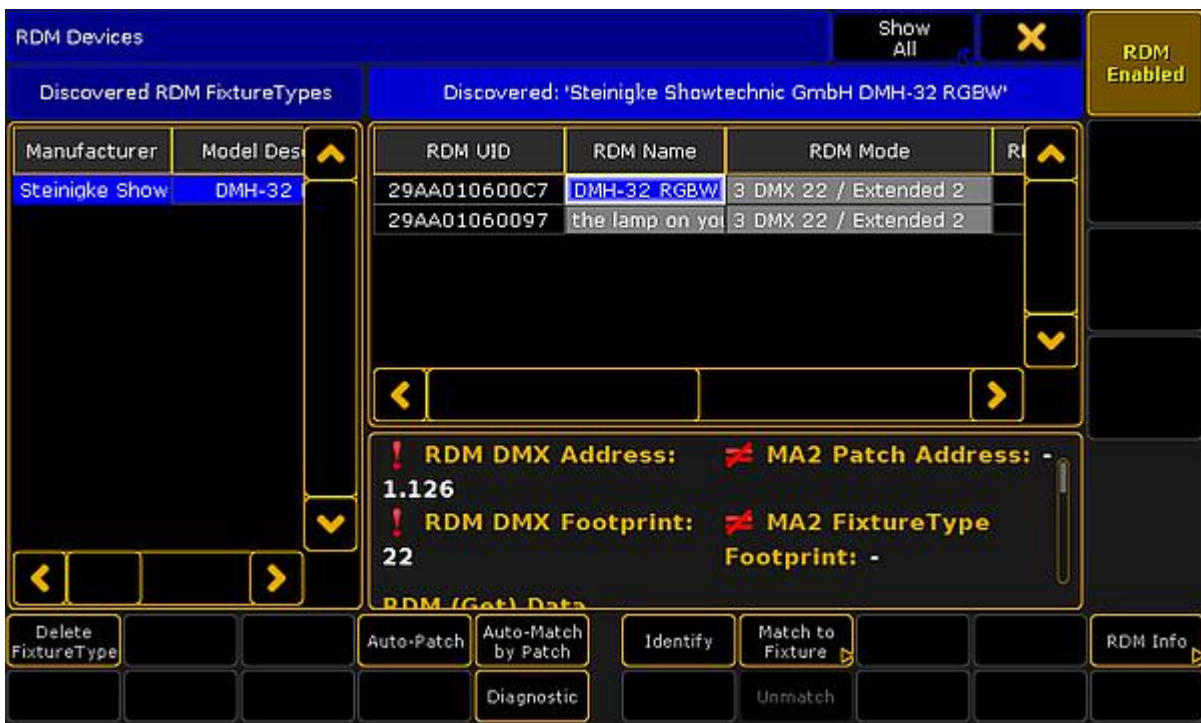 RDM Devices
Show
All
RDM
Enabled
Discovered RDM FixtureTypes
Discovered: 'Steinigke Showtechnic GmbH DMH-32 RGBW'
Manufacturer
Model Des
RDM UID
RDM Name
RDM Mode
Steinigke Show
DMH-32
29AA010600C7
DMH-32 RGBW
3 DMX 22 / Extended 2
29AA01060097
the lamp on you
3 DMX 22 / Extended 2
! RDM DMX Address: ≠ MA2 Patch Address: -
1.126
! RDM DMX Footprint: ≠ MA2 FixtureType
22 Footprint: -
RDM (Get) Data
Delete
FixtureType
Auto-Patch
Auto-Match
by Patch
Identify
Match to
Fixture
RDM Info
Diagnostic
Unmatch